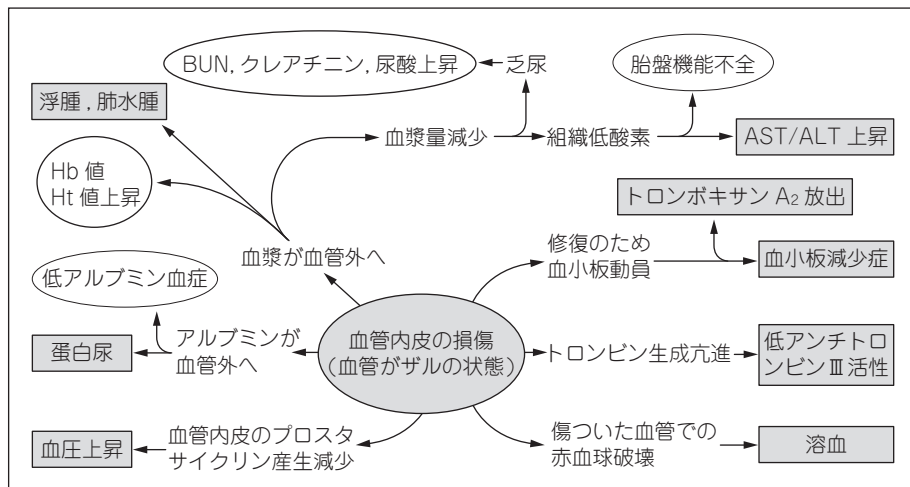 BUN, クレアチニン, 尿酸上昇
乏尿
胎盤機能不全
浮腫, 肺水腫
血漿量減少
組織低酸素
AST/ALT 上昇
Hb 値
Ht 値上昇
トロンボキサン A₂ 放出
血漿が血管外へ
修復のため
血小板動員
血小板減少症
低アルブミン血症
蛋白尿
アルブミンが
血管外へ
血管内皮の損傷
(血管がザルの状態)
トロンビン生成亢進
低アンチトロ
ンビンⅢ活性
血圧上昇
血管内皮のプロスタ
サイクリン産生減少
傷ついた血管での
赤血球破壊
溶血